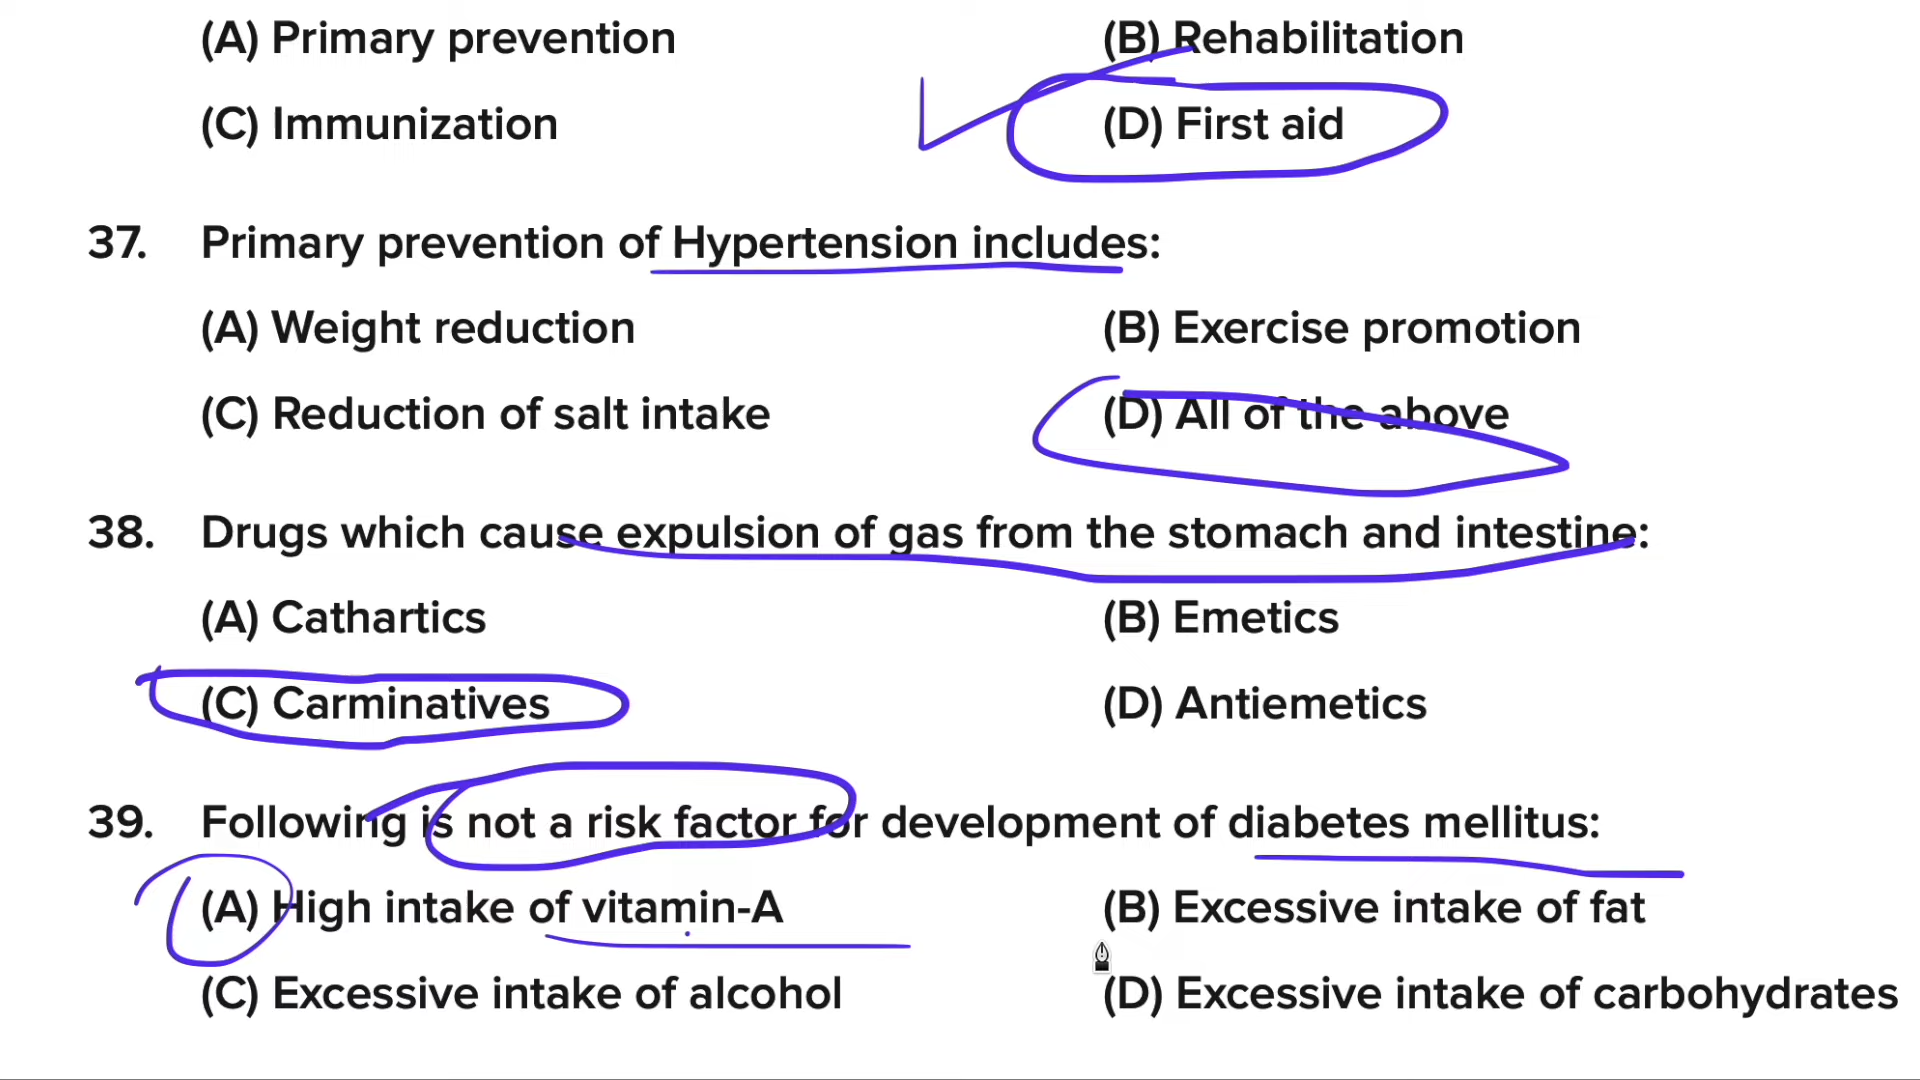 (A) Primary prevention (B) Rehabilitation
(C) Immunization (D) First aid
37. Primary prevention of Hypertension includes:
(A) Weight reduction (B) Exercise promotion
(C) Reduction of salt intake (D) All of the above
38. Drugs which cause expulsion of gas from the stomach and intestine:
(A) Cathartics (B) Emetics
(C) Carminatives (D) Antiemetics
39. Following is not a risk factor for development of diabetes mellitus:
(A) High intake of vitamin-A (B) Excessive intake of fat
(C) Excessive intake of alcohol (D) Excessive intake of carbohydrates